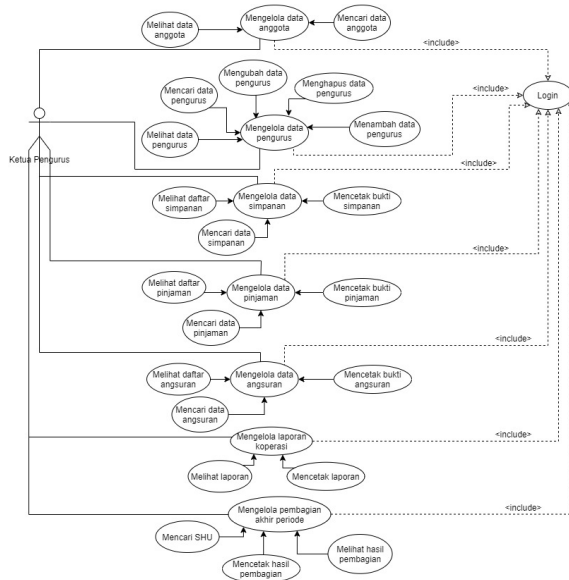 Melihat data
anggota
Mengelola data
anggota
Mencari data
anggota
<include>
Mengubah data
pengurus
Mencari data
pengurus
Menghapus data
pengurus
<include>
Login
Melihat data
pengurus
Mengelola data
pengurus
Menambah data
pengurus
Ketua Pengurus
<include>
Melihat daftar
simpanan
Mengelola data
simpanan
Mencetak bukti
simpanan
Mencari data
simpanan
<include>
Melihat daftar
pinjaman
Mengelola data
pinjaman
Mencetak bukti
pinjaman
Mencari data
pinjaman
<include>
Melihat daftar
angsuran
Mengelola data
angsuran
Mencetak bukti
angsuran
Mencari data
angsuran
Mengelola laporan
koperasi
<include>
Melihat laporan
Mencetak laporan
Mengelola pembagian
akhir periode
<include>
Mencari SHU
Mencetak hasil
pembagian
Melihat hasil
pembagian